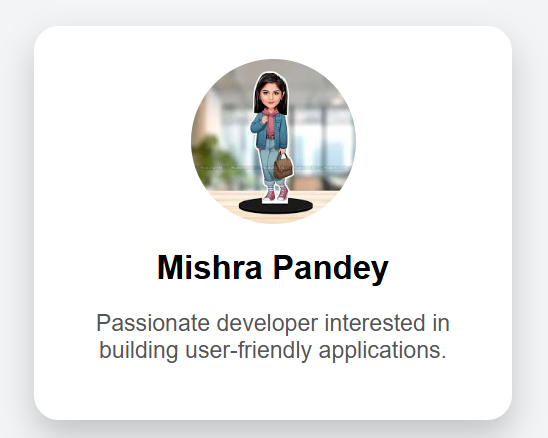 Mishra Pandey
Passionate developer interested in
building user-friendly applications.